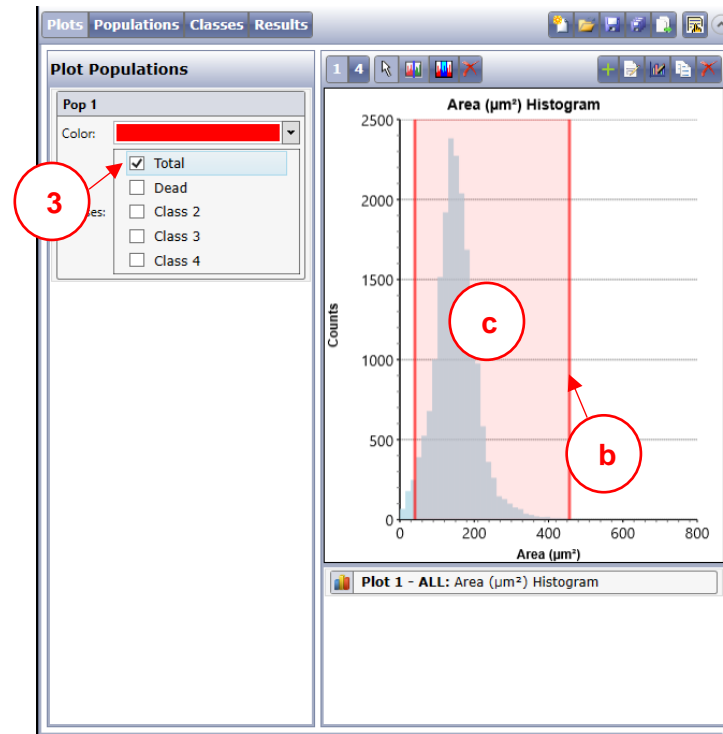 Plots Populations Classes Results
Plot Populations
Pop 1
Color:
Total
Dead
Class 2
Class 3
Class 4
3
1 4
Area (µm²) Histogram
2500
2000
1500
1000
500
0
Counts
0 200 400 600 800
Area (µm²)
c
b
Plot 1 - ALL: Area (µm²) Histogram